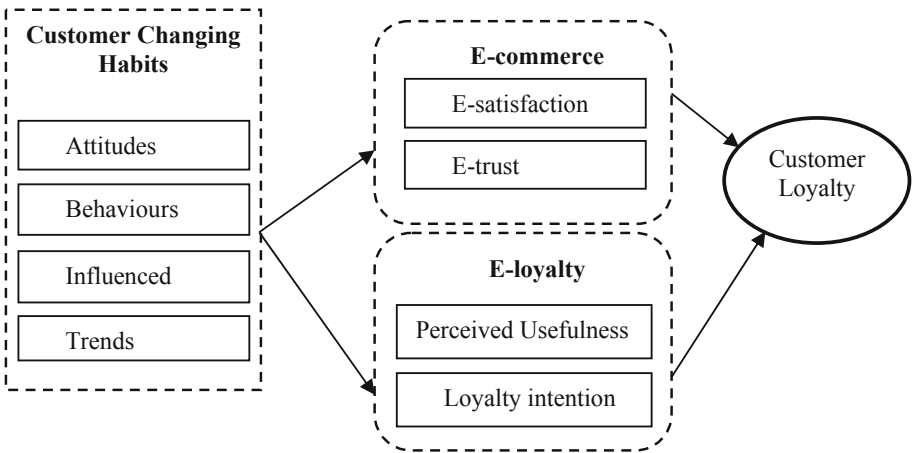 Customer Changing
Habits
Attitudes
Behaviours
Influenced
Trends
E-commerce
E-satisfaction
E-trust
E-loyalty
Perceived Usefulness
Loyalty intention
Customer
Loyalty